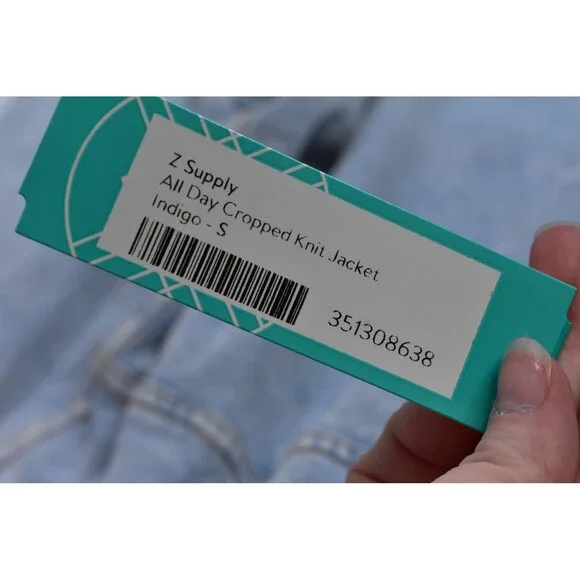 Z Supply
All Day Cropped Knit Jacket
Indigo - S
351308638